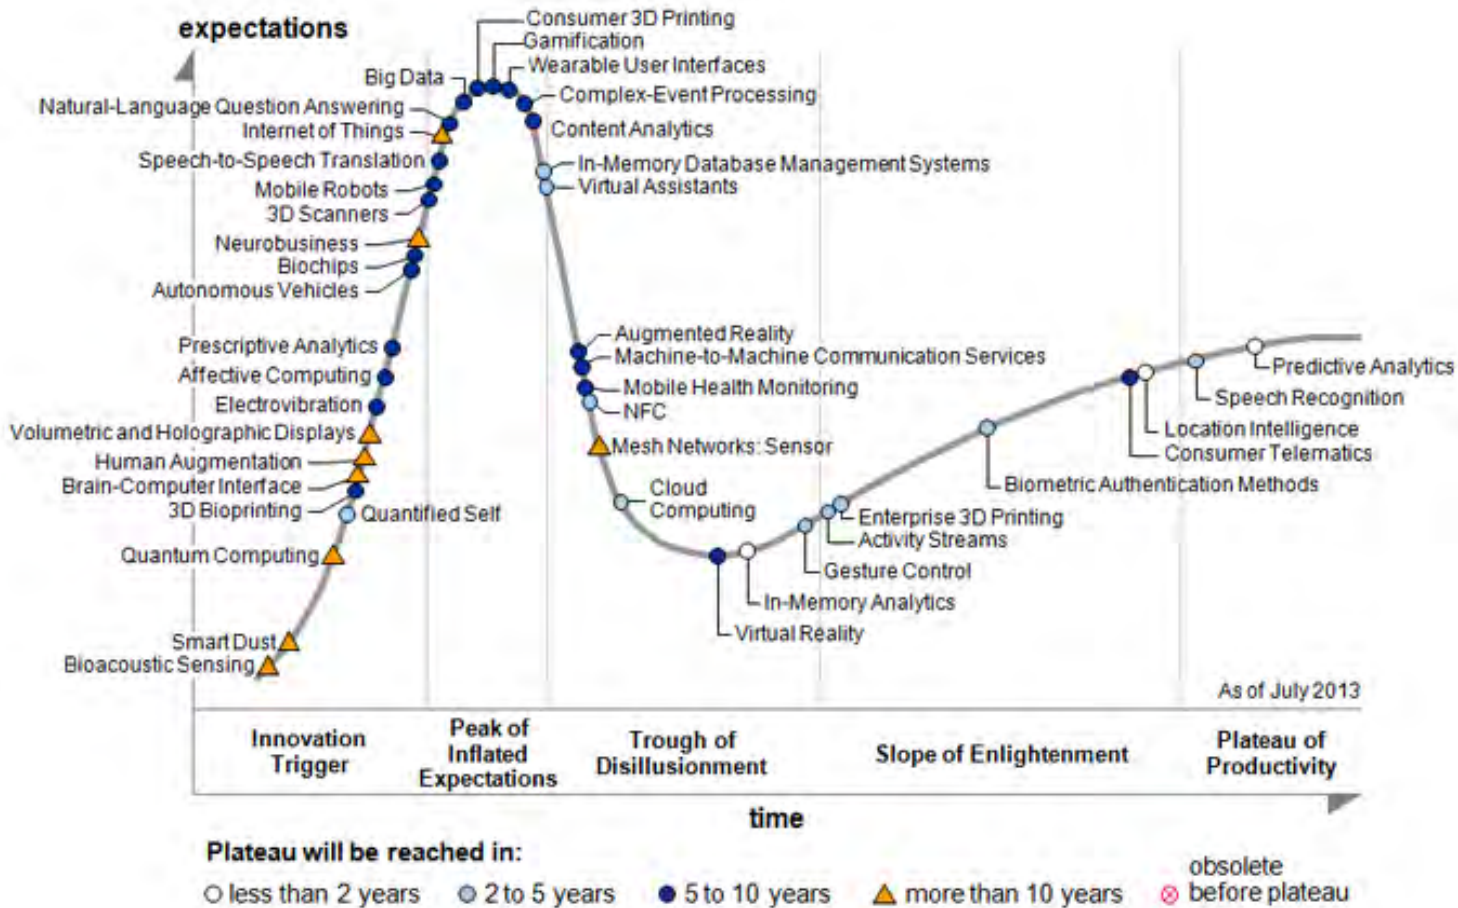 expectations
Consumer 3D Printing
Gamification
Wearable User Interfaces
Big Data
Complex-Event Processing
Natural-Language Question Answering
Content Analytics
Internet of Things
Speech-to-Speech Translation
In-Memory Database Management Systems
Mobile Robots
Virtual Assistants
3D Scanners
Neurobusiness
Biochips
Autonomous Vehicles
Augmented Reality
Prescriptive Analytics
Machine-to-Machine Communication Services
Predictive Analytics
Affective Computing
Mobile Health Monitoring
Speech Recognition
Electrovibration
NFC
Location Intelligence
Volumetric and Holographic Displays
Mesh Networks: Sensor
Consumer Telematics
Human Augmentation
Brain-Computer Interface
Cloud
Computing
Biometric Authentication Methods
3D Bioprinting
Quantified Self
Enterprise 3D Printing
Activity Streams
Quantum Computing
Gesture Control
In-Memory Analytics
Virtual Reality
Smart Dust
Bioacoustic Sensing
As of July 2013
Innovation
Trigger
Peak of
Inflated
Expectations
Trough of
Disillusionment
Slope of Enlightenment
Plateau of
Productivity
time
Plateau will be reached in:
less than 2 years
2 to 5 years
5 to 10 years
more than 10 years
obsolete
before plateau